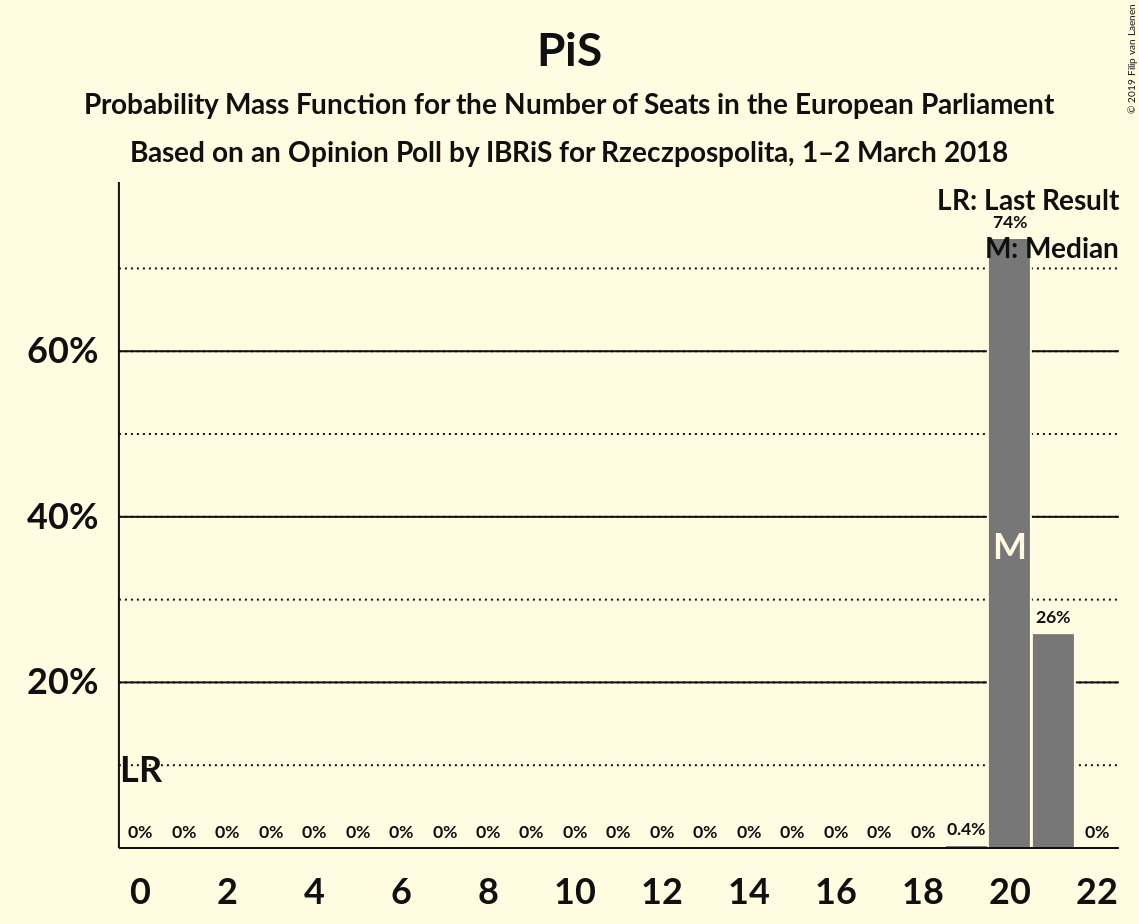 PiS
Probability Mass Function for the Number of Seats in the European Parliament
Based on an Opinion Poll by IBRiS for Rzeczpospolita, 1–2 March 2018
© 2019 Filip van Laenen
LR: Last Result
74%
M: Median
60%
40%
M
26%
20%
LR
0% 0% 0% 0% 0% 0% 0% 0% 0% 0% 0% 0% 0% 0% 0% 0% 0% 0% 0% 0.4% 0%
0 2 4 6 8 10 12 14 16 18 20 22